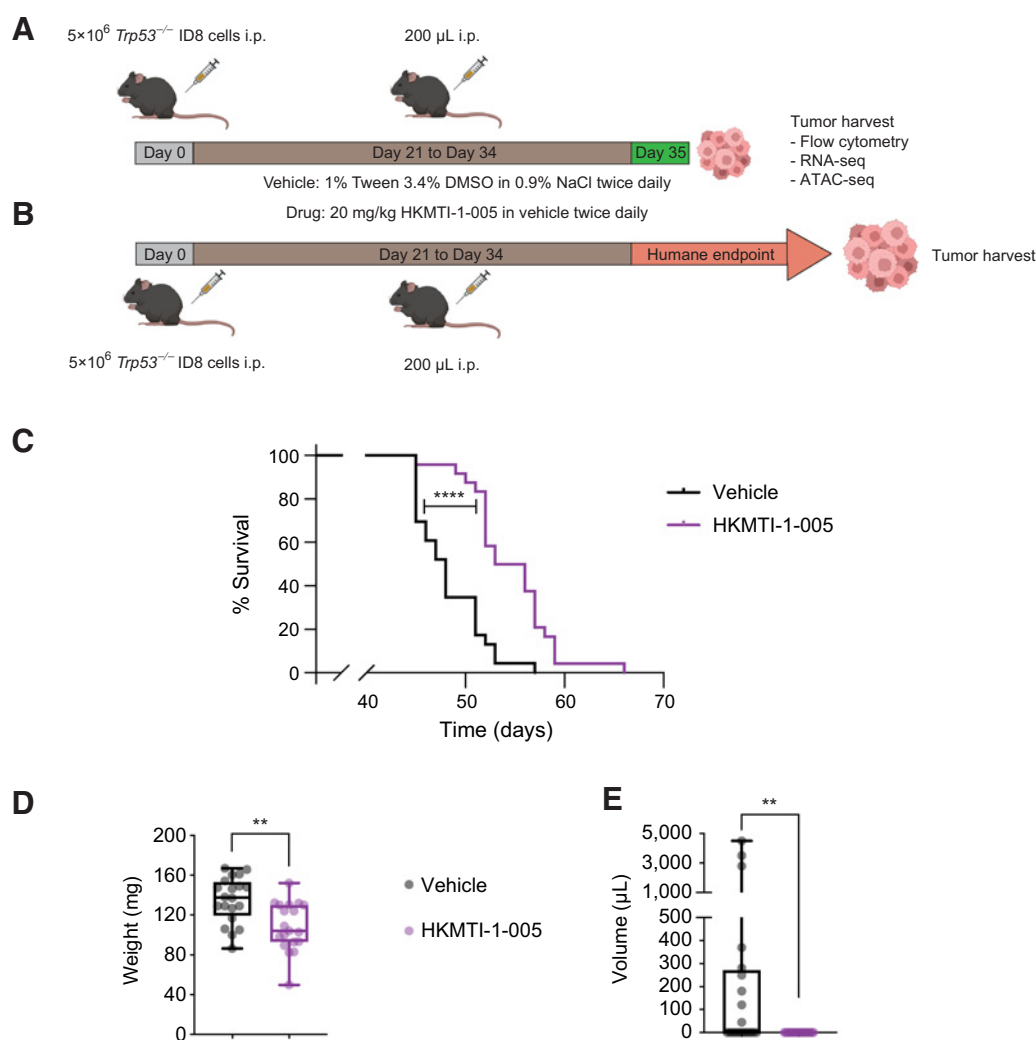 A
5×10⁶ Trp53⁻/⁻ ID8 cells i.p.
200 µL i.p.
Day 0
Day 21 to Day 34
Day 35
Tumor harvest
- Flow cytometry
- RNA-seq
- ATAC-seq
Vehicle: 1% Tween 3.4% DMSO in 0.9% NaCl twice daily
B
Drug: 20 mg/kg HKMTI-1-005 in vehicle twice daily
Day 0
Day 21 to Day 34
Humane endpoint
Tumor harvest
5×10⁶ Trp53⁻/⁻ ID8 cells i.p.
200 µL i.p.
C
% Survival
100
80
60
40
20
0
****
Vehicle
HKMTI-1-005
40
50
60
70
Time (days)
D
Weight (mg)
200
160
120
80
40
0
**
Vehicle
HKMTI-1-005
E
Volume (µL)
5,000
3,000
1,000
500
400
300
200
100
0
**